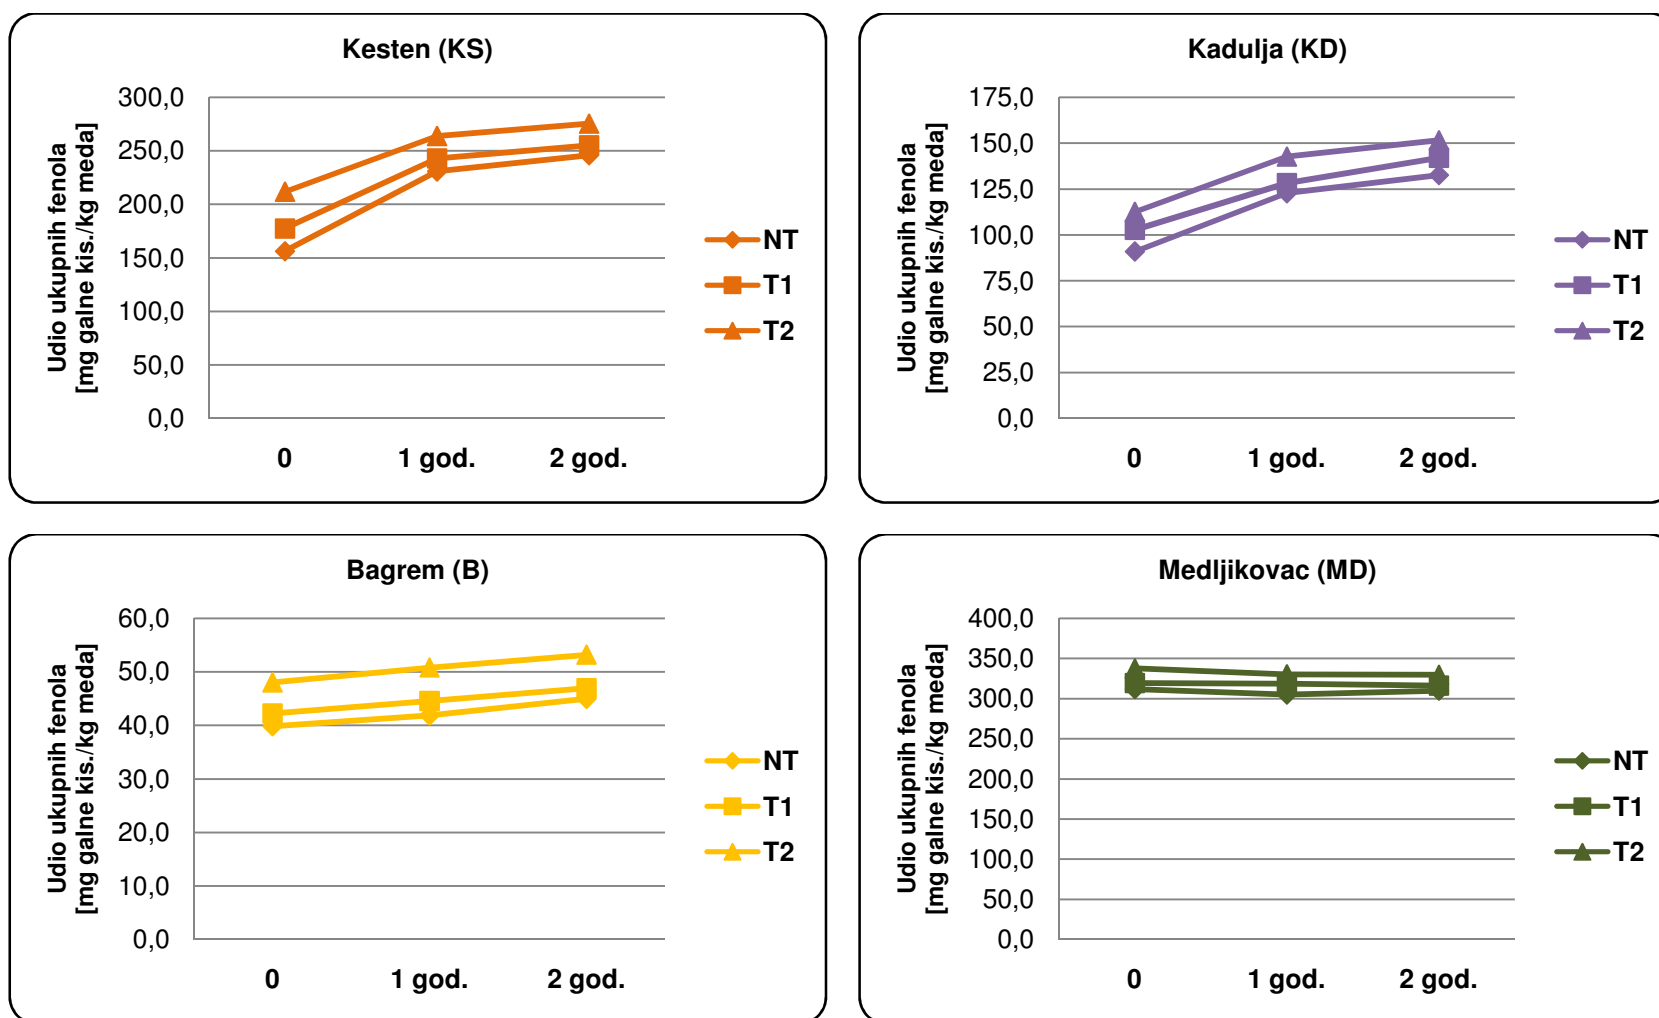 Kesten (KS)
Udio ukupnih fenola
[mg galne kis./kg meda]
300,0
250,0
200,0
150,0
100,0
50,0
0,0
0
1 god.
2 god.
NT
T1
T2
Kadulja (KD)
Udio ukupnih fenola
[mg galne kis./kg meda]
175,0
150,0
125,0
100,0
75,0
50,0
25,0
0,0
0
1 god.
2 god.
NT
T1
T2
Bagrem (B)
Udio ukupnih fenola
[mg galne kis./kg meda]
60,0
50,0
40,0
30,0
20,0
10,0
0,0
0
1 god.
2 god.
NT
T1
T2
Medljikovac (MD)
Udio ukupnih fenola
[mg galne kis./kg meda]
400,0
350,0
300,0
250,0
200,0
150,0
100,0
50,0
0,0
0
1 god.
2 god.
NT
T1
T2